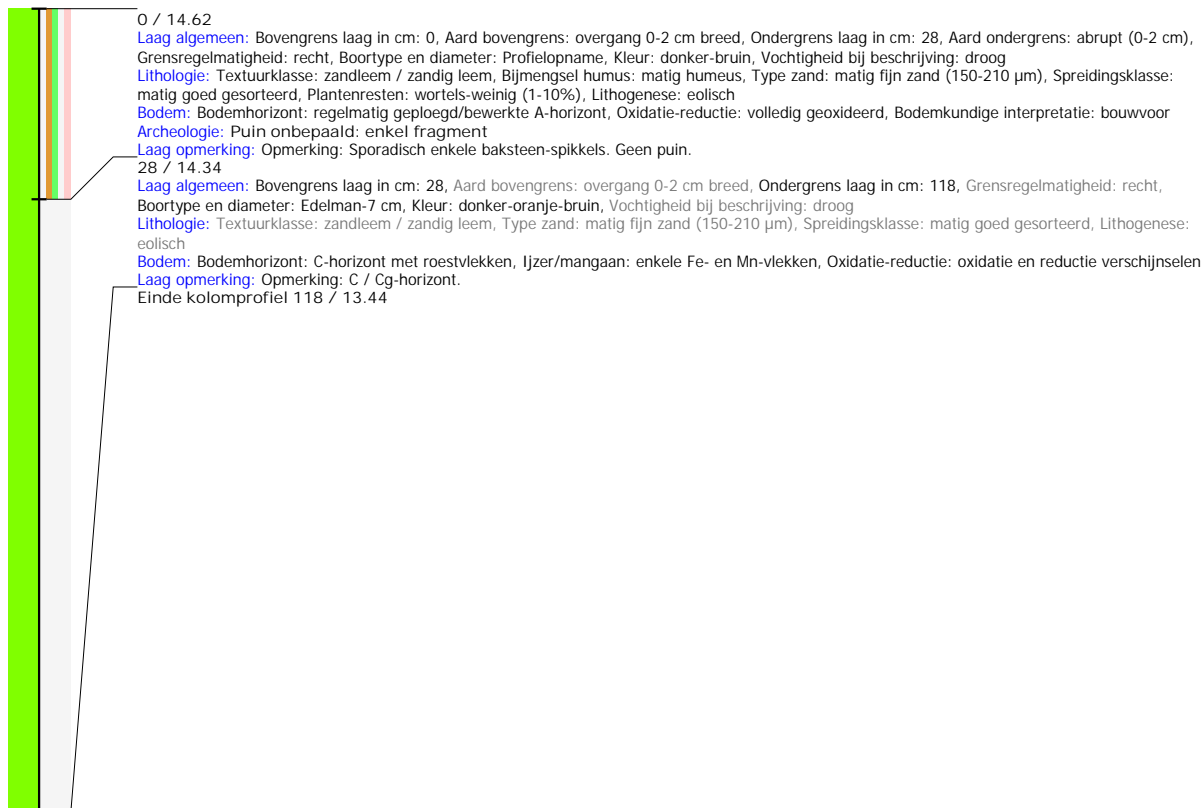 0 / 14.62
Laag algemeen: Bovengrens laag in cm: 0, Aard bovengrens: overgang 0-2 cm breed, Ondergrens laag in cm: 28, Aard ondergrens: abrupt (0-2 cm),
Grensregelmatigheid: recht, Boortype en diameter: Profielopname, Kleur: donker-bruin, Vochtigheid bij beschrijving: droog
Lithologie: Textuurklasse: zandleem / zandig leem, Bijmengsel humus: matig humeus, Type zand: matig fijn zand (150-210 µm), Spreidingsklasse:
matig goed gesorteerd, Plantenresten: wortels-weinig (1-10%), Lithogenese: eolisch
Bodem: Bodemhorizont: regelmatig geploegd/bewerkte A-horizont, Oxidatie-reductie: volledig geoxideerd, Bodemkundige interpretatie: bouwvoor
Archeologie: Puin onbepaald: enkel fragment
Laag opmerking: Opmerking: Sporadisch enkele baksteen-spikkels. Geen puin.
28 / 14.34
Laag algemeen: Bovengrens laag in cm: 28, Aard bovengrens: overgang 0-2 cm breed, Ondergrens laag in cm: 118, Grensregelmatigheid: recht,
Boortype en diameter: Edelman-7 cm, Kleur: donker-oranje-bruin, Vochtigheid bij beschrijving: droog
Lithologie: Textuurklasse: zandleem / zandig leem, Type zand: matig fijn zand (150-210 µm), Spreidingsklasse: matig goed gesorteerd, Lithogenese:
eolisch
Bodem: Bodemhorizont: C-horizont met roestvlekken, Ijzer/mangaan: enkele Fe- en Mn-vlekken, Oxidatie-reductie: oxidatie en reductie verschijnselen
Laag opmerking: Opmerking: C / Cg-horizont.
Einde kolomprofiel 118 / 13.44